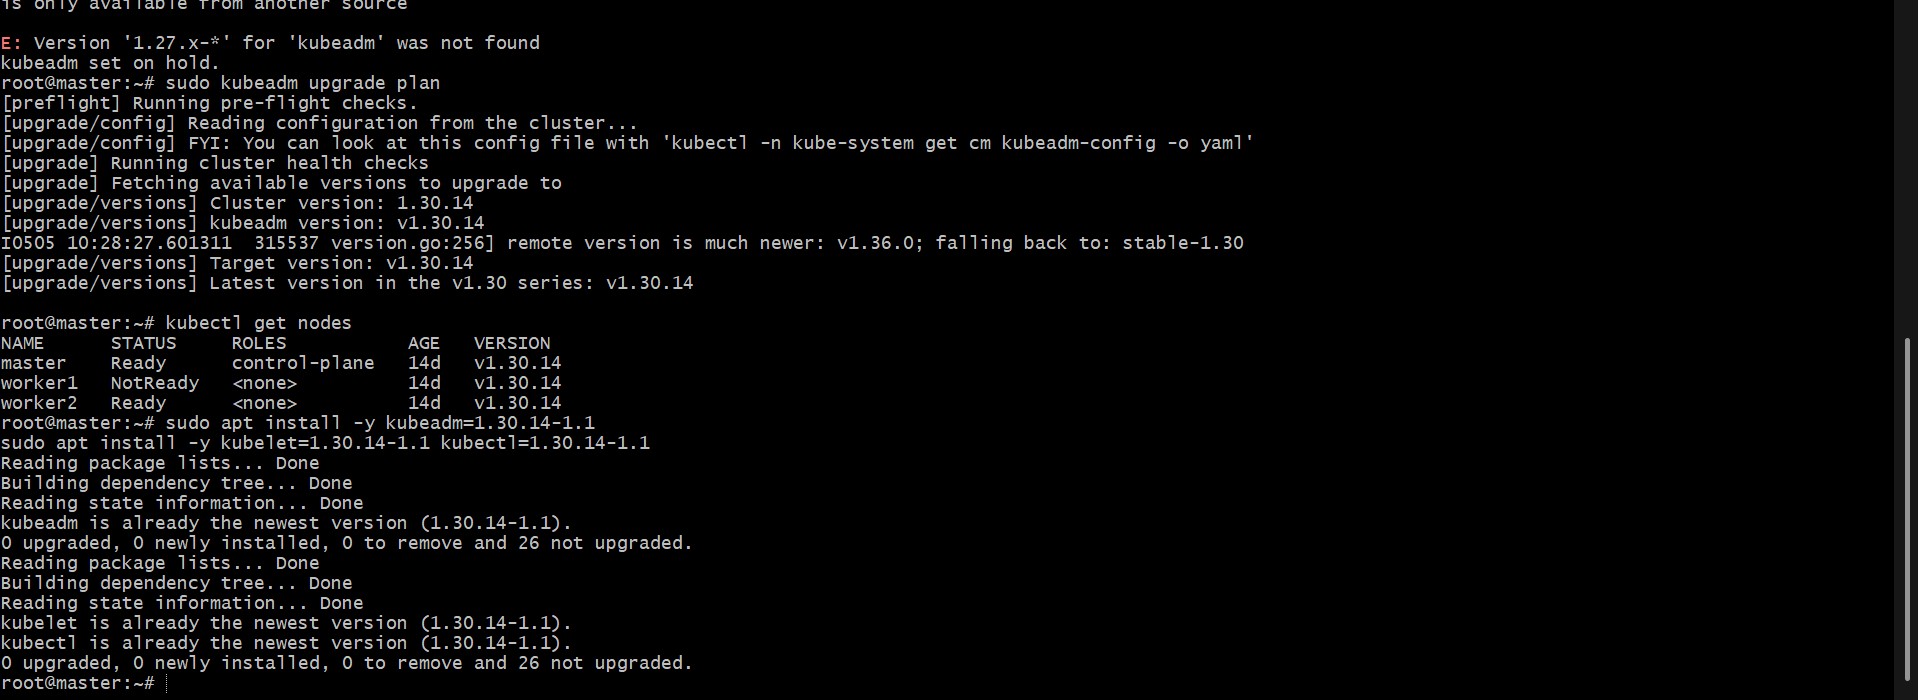 is only available from another source
E: Version '1.27.x-*' for 'kubeadm' was not found
kubeadm set on hold.
root@master:~# sudo kubeadm upgrade plan
[preflight] Running pre-flight checks.
[upgrade/config] Reading configuration from the cluster...
[upgrade/config] FYI: You can look at this config file with 'kubectl -n kube-system get cm kubeadm-config -o yaml'
[upgrade] Running cluster health checks
[upgrade] Fetching available versions to upgrade to
[upgrade/versions] Cluster version: 1.30.14
[upgrade/versions] kubeadm version: v1.30.14
I0505 10:28:27.601311  315537 version.go:256] remote version is much newer: v1.36.0; falling back to: stable-1.30
[upgrade/versions] Target version: v1.30.14
[upgrade/versions] Latest version in the v1.30 series: v1.30.14
root@master:~# kubectl get nodes
NAME      STATUS     ROLES           AGE   VERSION
master    Ready      control-plane   14d   v1.30.14
worker1   NotReady   <none>          14d   v1.30.14
worker2   Ready      <none>          14d   v1.30.14
root@master:~# sudo apt install -y kubeadm=1.30.14-1.1
sudo apt install -y kubelet=1.30.14-1.1 kubectl=1.30.14-1.1
Reading package lists... Done
Building dependency tree... Done
Reading state information... Done
kubeadm is already the newest version (1.30.14-1.1).
0 upgraded, 0 newly installed, 0 to remove and 26 not upgraded.
Reading package lists... Done
Building dependency tree... Done
Reading state information... Done
kubelet is already the newest version (1.30.14-1.1).
kubectl is already the newest version (1.30.14-1.1).
0 upgraded, 0 newly installed, 0 to remove and 26 not upgraded.
root@master:~#